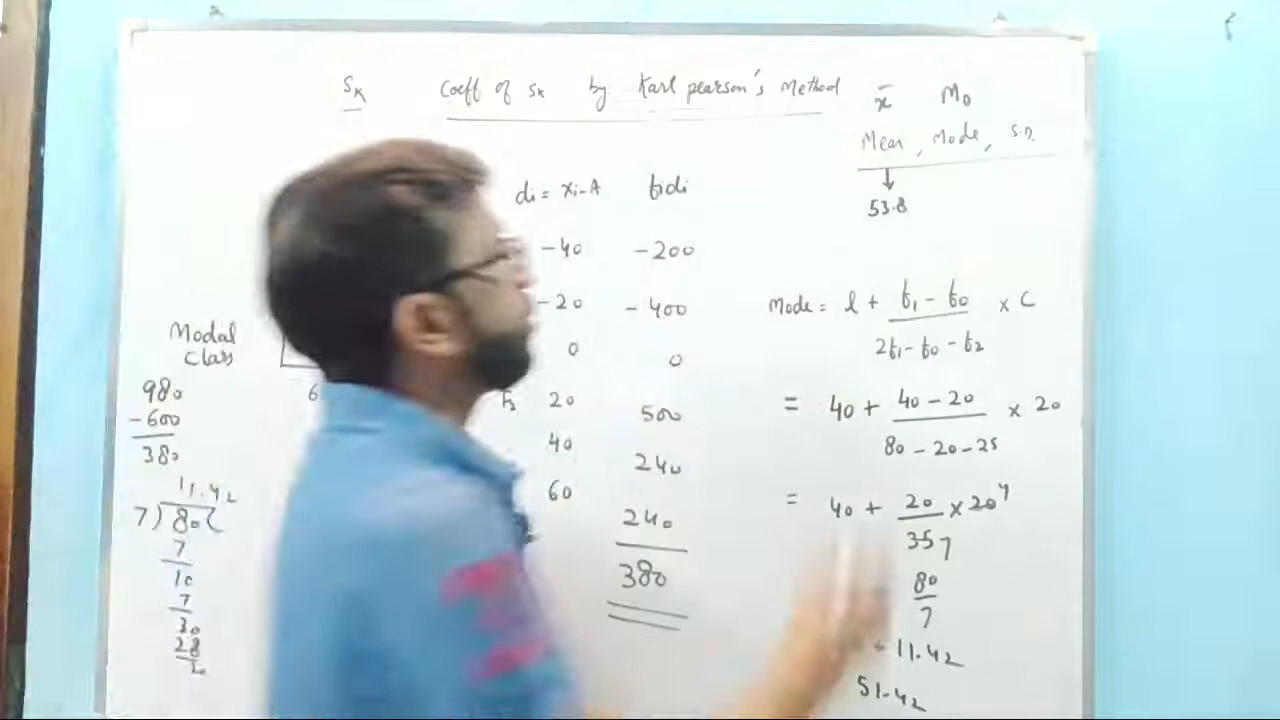 Sk Coeff of Sk by Karl pearson's Method
x̄ Mo
Mean, Mode, S.D.
↓
53.8
di = xi-A fidi
-40 -200
-20 -400
0 0
20 500
40 240
60 240
380
Modal
Class
980
-600
380
11.42
7) 80(
7
10
7
30
28
2
6
Mode = l + f1 - f0 × C
2f1 - f0 - f2
= 40 + 40 - 20 × 20
80 - 20 - 25
= 40 + 20 × 20 4
35 7
80
7
+ 11.42
51.42